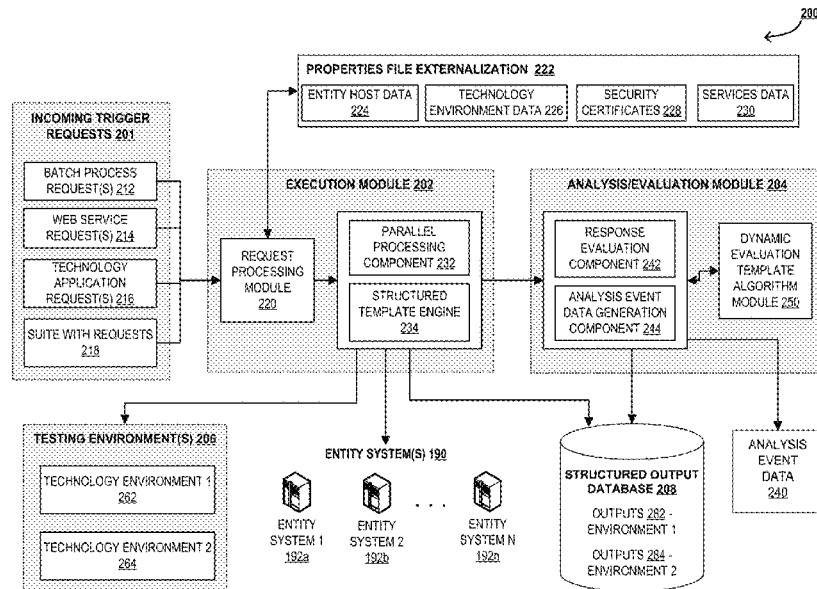 200
PROPERTIES FILE EXTERNALIZATION 222
ENTITY HOST DATA
224
TECHNOLOGY
ENVIRONMENT DATA 226
SECURITY
CERTIFICATES 228
SERVICES DATA
230
INCOMING TRIGGER
REQUESTS 201
BATCH PROCESS
REQUEST(S) 212
WEB SERVICE
REQUEST(S) 214
TECHNOLOGY
APPLICATION
REQUEST(S) 216
SUITE WITH REQUESTS
218
EXECUTION MODULE 202
REQUEST
PROCESSING
MODULE
220
PARALLEL
PROCESSING
COMPONENT 232
STRUCTURED
TEMPLATE ENGINE
234
ANALYSIS/EVALUATION MODULE 204
RESPONSE
EVALUATION
COMPONENT 242
ANALYSIS EVENT
DATA GENERATION
COMPONENT 244
DYNAMIC
EVALUATION
TEMPLATE
ALGORITHM
MODULE 250
TESTING ENVIRONMENT(S) 206
TECHNOLOGY ENVIRONMENT 1
262
TECHNOLOGY ENVIRONMENT 2
264
ENTITY SYSTEM(S) 190
ENTITY
SYSTEM 1
192a
ENTITY
SYSTEM 2
192b
. . .
ENTITY
SYSTEM N
192n
STRUCTURED OUTPUT
DATABASE 208
OUTPUTS 282 -
ENVIRONMENT 1
OUTPUTS 284 -
ENVIRONMENT 2
ANALYSIS
EVENT
DATA
240